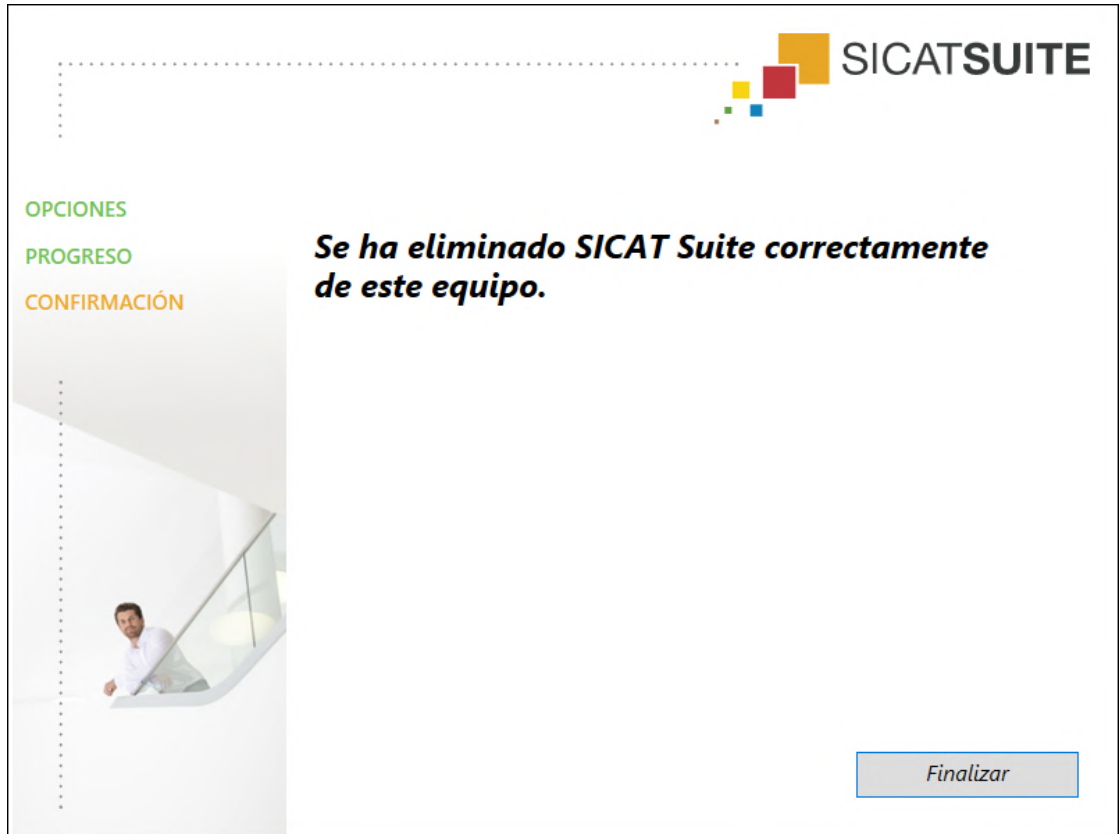 SICATSUITE
OPCIONES
PROGRESO
CONFIRMACIÓN
Se ha eliminado SICAT Suite correctamente
de este equipo.
Finalizar